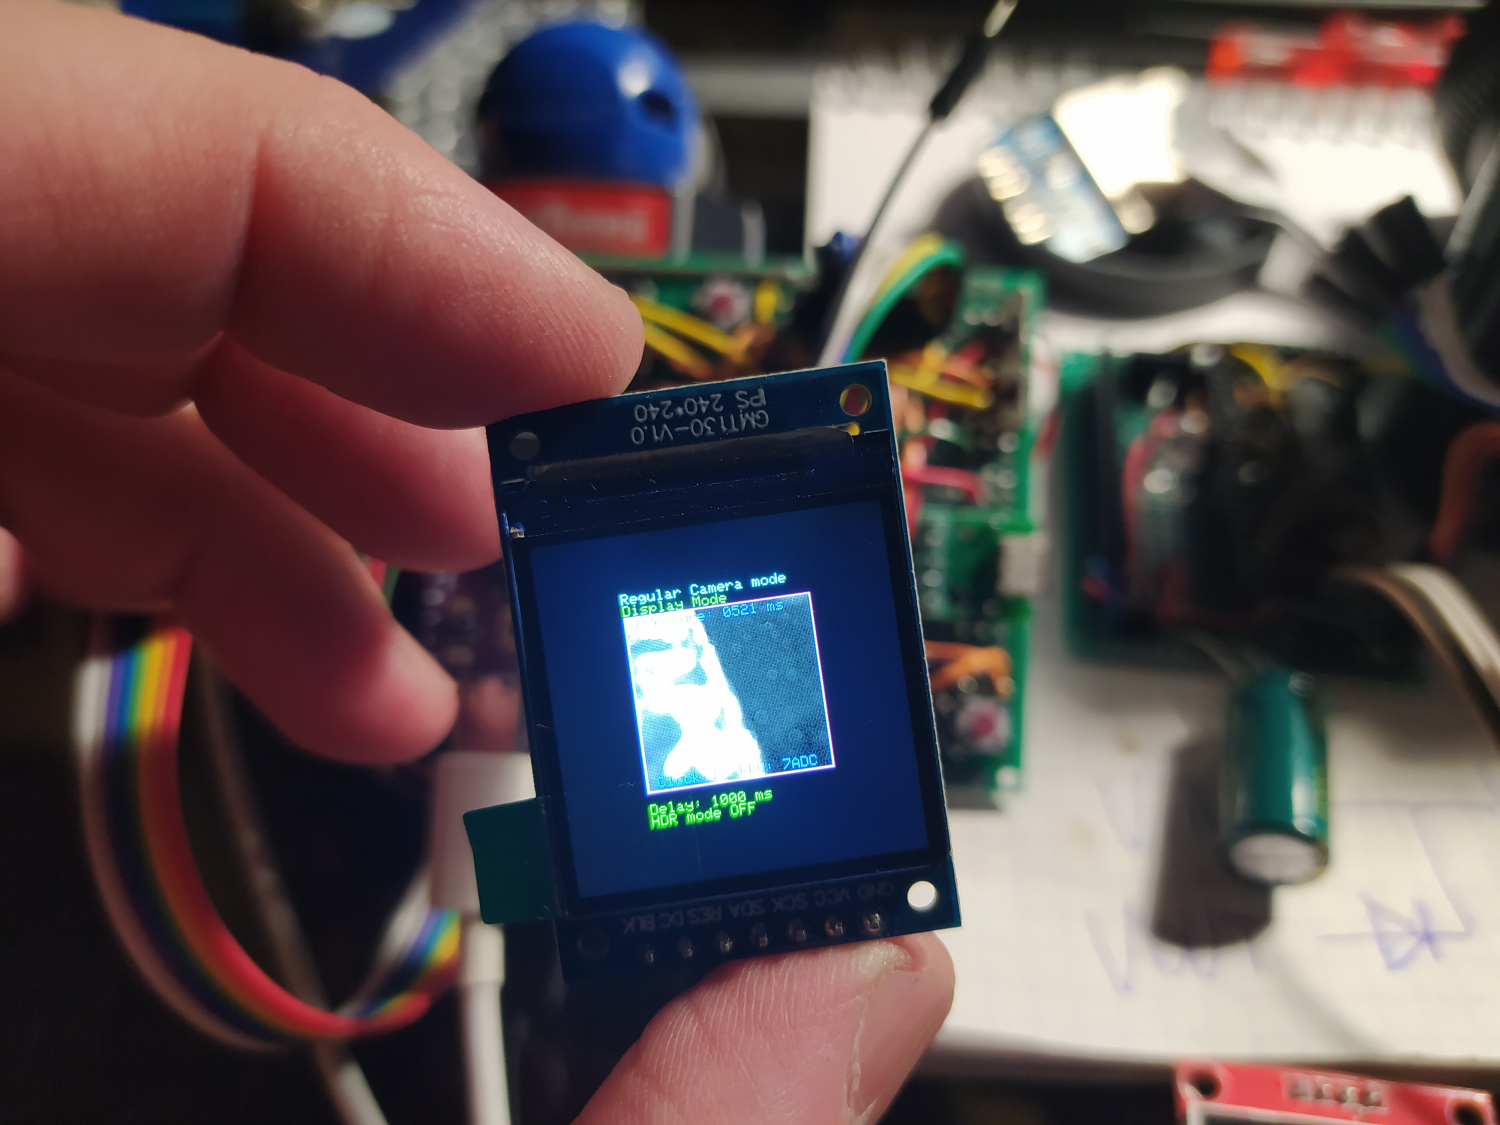 GMT130-V1.0
IPS 240*240
Regular Camera mode
Display Mode
0521 ms
7ADC
Delay: 1000 ms
HDR mode OFF
GND VCC SCK SDA RES DC BLK